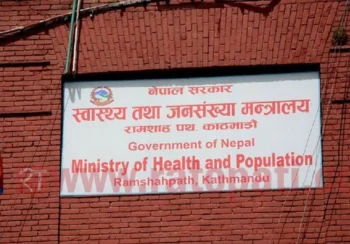 नेपाल सरकार
स्वास्थ्य तथा जनसंख्या मन्त्रालय
रामशाह पथ, काठमाडौं
Government of Nepal
Ministry of Health and Population
Ramshahpath, Kathmandu